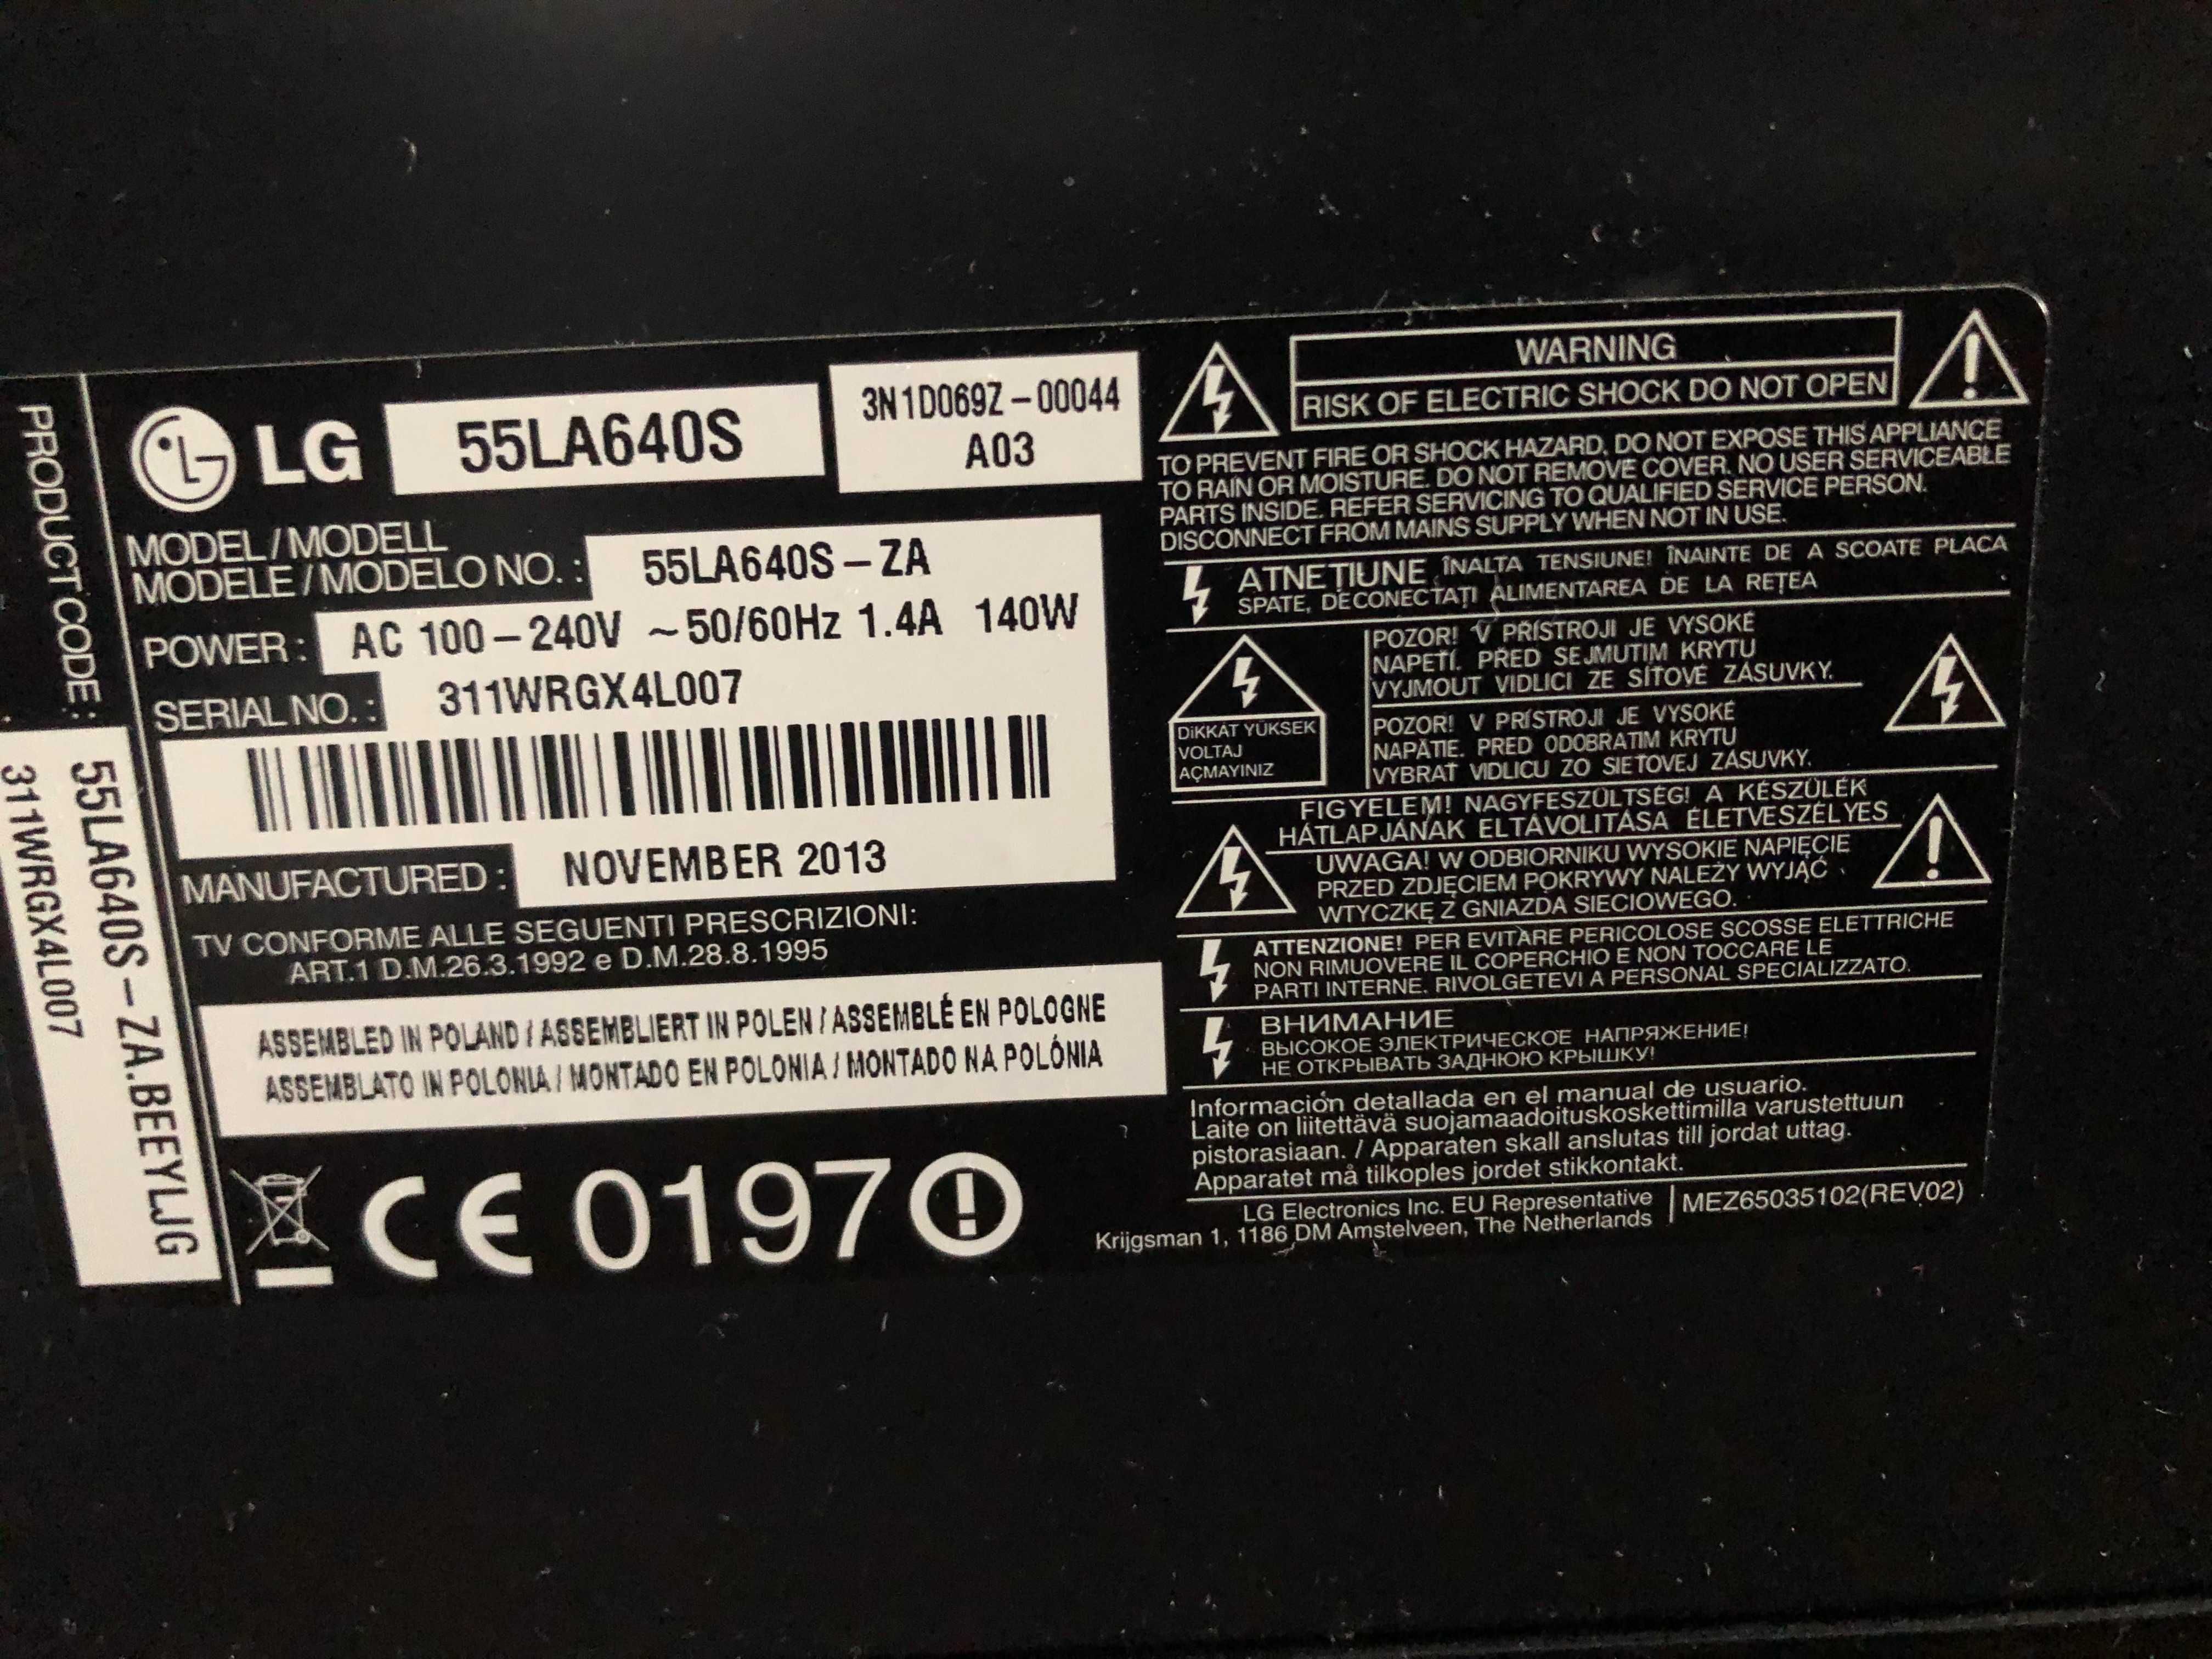 PRODUCT CODE :
55LA640S-ZA.BEEYLJG
311WRGX4L007
LG 55LA640S
3N1D069Z-00044
A03
MODEL / MODELL
MODELE / MODELO NO. : 55LA640S-ZA
POWER : AC 100-240V ~50/60Hz 1.4A 140W
SERIAL NO. : 311WRGX4L007
MANUFACTURED : NOVEMBER 2013
TV CONFORME ALLE SEGUENTI PRESCRIZIONI:
ART.1 D.M.26.3.1992 e D.M.28.8.1995
ASSEMBLED IN POLAND / ASSEMBLIERT IN POLEN / ASSEMBLÉ EN POLOGNE
ASSEMBLATO IN POLONIA / MONTADO EN POLONIA / MONTADO NA POLÓNIA
CE 0197
WARNING
RISK OF ELECTRIC SHOCK DO NOT OPEN
TO PREVENT FIRE OR SHOCK HAZARD, DO NOT EXPOSE THIS APPLIANCE
TO RAIN OR MOISTURE. DO NOT REMOVE COVER. NO USER SERVICEABLE
PARTS INSIDE. REFER SERVICING TO QUALIFIED SERVICE PERSON.
DISCONNECT FROM MAINS SUPPLY WHEN NOT IN USE.
ATNEȚIUNE ÎNALTA TENSIUNE! ÎNAINTE DE A SCOATE PLACA
SPATE, DECONECTAȚI ALIMENTAREA DE LA REȚEA
DİKKAT YÜKSEK
VOLTAJ
AÇMAYINIZ
POZOR! V PŘÍSTROJI JE VYSOKÉ
NAPETÍ. PŘED SEJMUTIM KRYTU
VYJMOUT VIDLICI ZE SÍŤOVÉ ZÁSUVKY.
POZOR! V PRÍSTROJI JE VYSOKÉ
NAPÄTIE. PRED ODOBRATIM KRYTU
VYBRAŤ VIDLICU ZO SIEŤOVEJ ZÁSUVKY.
FIGYELEM! NAGYFESZÜLTSÉG! A KÉSZÜLÉK
HÁTLAPJÁNAK ELTÁVOLITÁSA ÉLETVESZÉLYES
UWAGA! W ODBIORNIKU WYSOKIE NAPIĘCIE
PRZED ZDJĘCIEM POKRYWY NALEŻY WYJĄĆ
WTYCZKĘ Z GNIAZDA SIECIOWEGO.
ATTENZIONE! PER EVITARE PERICOLOSE SCOSSE ELETTRICHE
NON RIMUOVERE IL COPERCHIO E NON TOCCARE LE
PARTI INTERNE. RIVOLGETEVI A PERSONAL SPECIALIZZATO.
ВНИМАНИЕ
ВЫСОКОЕ ЭЛЕКТРИЧЕСКОЕ НАПРЯЖЕНИЕ!
НЕ ОТКРЫВАТЬ ЗАДНЮЮ КРЫШКУ!
Información detallada en el manual de usuario.
Laite on liitettävä suojamaadoituskoskettimilla varustettuun
pistorasiaan. / Apparaten skall anslutas till jordat uttag.
Apparatet må tilkoples jordet stikkontakt.
LG Electronics Inc. EU Representative
Krijgsman 1, 1186 DM Amstelveen, The Netherlands
MEZ65035102(REV02)